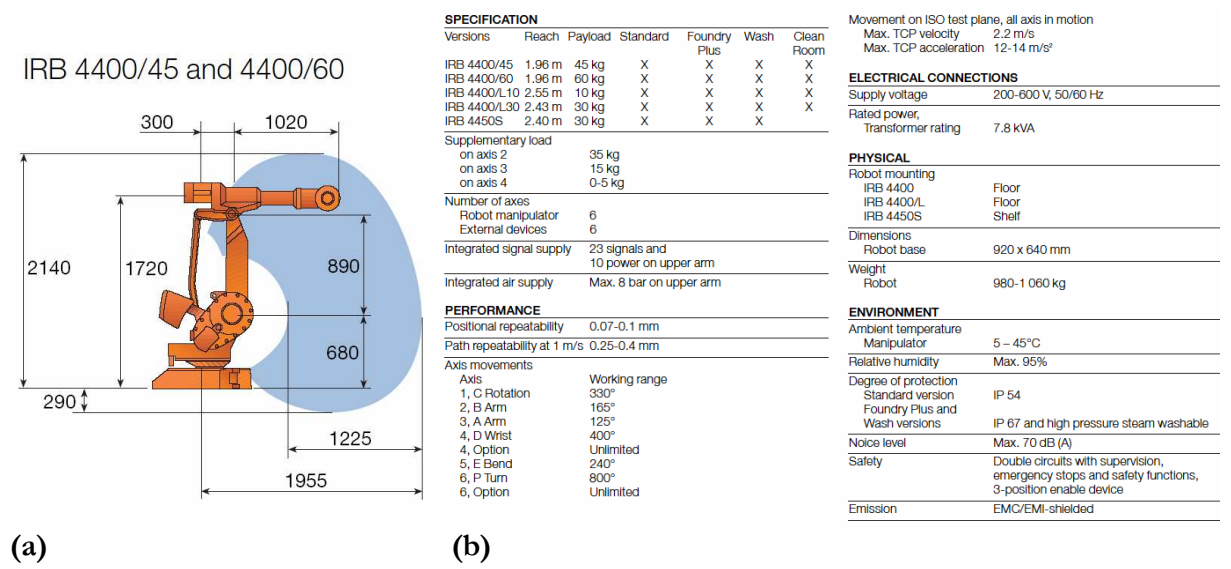 IRB 4400/45 and 4400/60
300
1020
2140
1720
890
680
290
1225
1955
(a)
SPECIFICATION
Versions Reach Payload Standard Foundry Plus Wash Clean Room
IRB 4400/45 1.96 m 45 kg X X X X
IRB 4400/60 1.96 m 60 kg X X X X
IRB 4400/L10 2.55 m 10 kg X X X X
IRB 4400/L30 2.43 m 30 kg X X X X
IRB 4450S 2.40 m 30 kg X X X
Supplementary load
on axis 2 35 kg
on axis 3 15 kg
on axis 4 0-5 kg
Number of axes
Robot manipulator 6
External devices 6
Integrated signal supply 23 signals and
10 power on upper arm
Integrated air supply Max. 8 bar on upper arm
PERFORMANCE
Positional repeatability 0.07-0.1 mm
Path repeatability at 1 m/s 0.25-0.4 mm
Axis movements
Axis Working range
1, C Rotation 330°
2, B Arm 165°
3, A Arm 125°
4, D Wrist 400°
4, Option Unlimited
5, E Bend 240°
6, P Turn 800°
6, Option Unlimited
(b)
Movement on ISO test plane, all axis in motion
Max. TCP velocity 2.2 m/s
Max. TCP acceleration 12-14 m/s²
ELECTRICAL CONNECTIONS
Supply voltage 200-600 V, 50/60 Hz
Rated power,
Transformer rating 7.8 kVA
PHYSICAL
Robot mounting
IRB 4400 Floor
IRB 4400/L Floor
IRB 4450S Shelf
Dimensions
Robot base 920 x 640 mm
Weight
Robot 980-1 060 kg
ENVIRONMENT
Ambient temperature
Manipulator 5 – 45°C
Relative humidity Max. 95%
Degree of protection
Standard version IP 54
Foundry Plus and
Wash versions IP 67 and high pressure steam washable
Noice level Max. 70 dB (A)
Safety Double circuits with supervision,
emergency stops and safety functions,
3-position enable device
Emission EMC/EMI-shielded